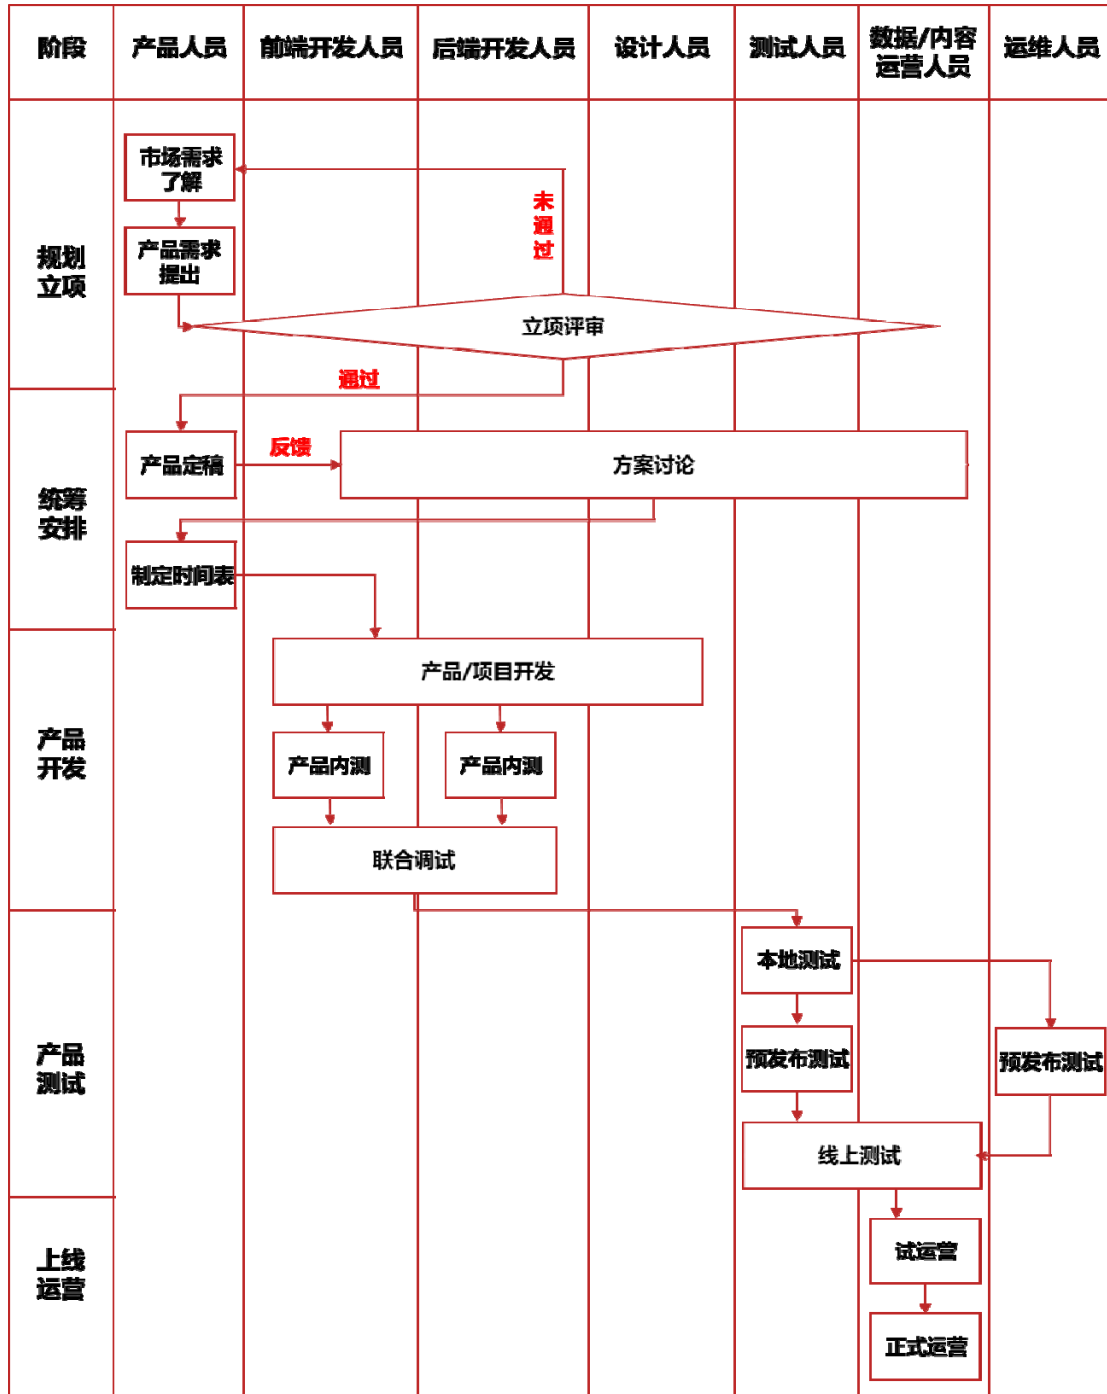 阶段
产品人员
前端开发人员
后端开发人员
设计人员
测试人员
数据/内容
运营人员
运维人员
规划
立项
市场需求
了解
产品需求
提出
未
通
过
立项评审
通过
统筹
安排
产品定稿
反馈
方案讨论
制定时间表
产品
开发
产品/项目开发
产品内测
产品内测
联合调试
产品
测试
本地测试
预发布测试
预发布测试
线上测试
上线
运营
试运营
正式运营